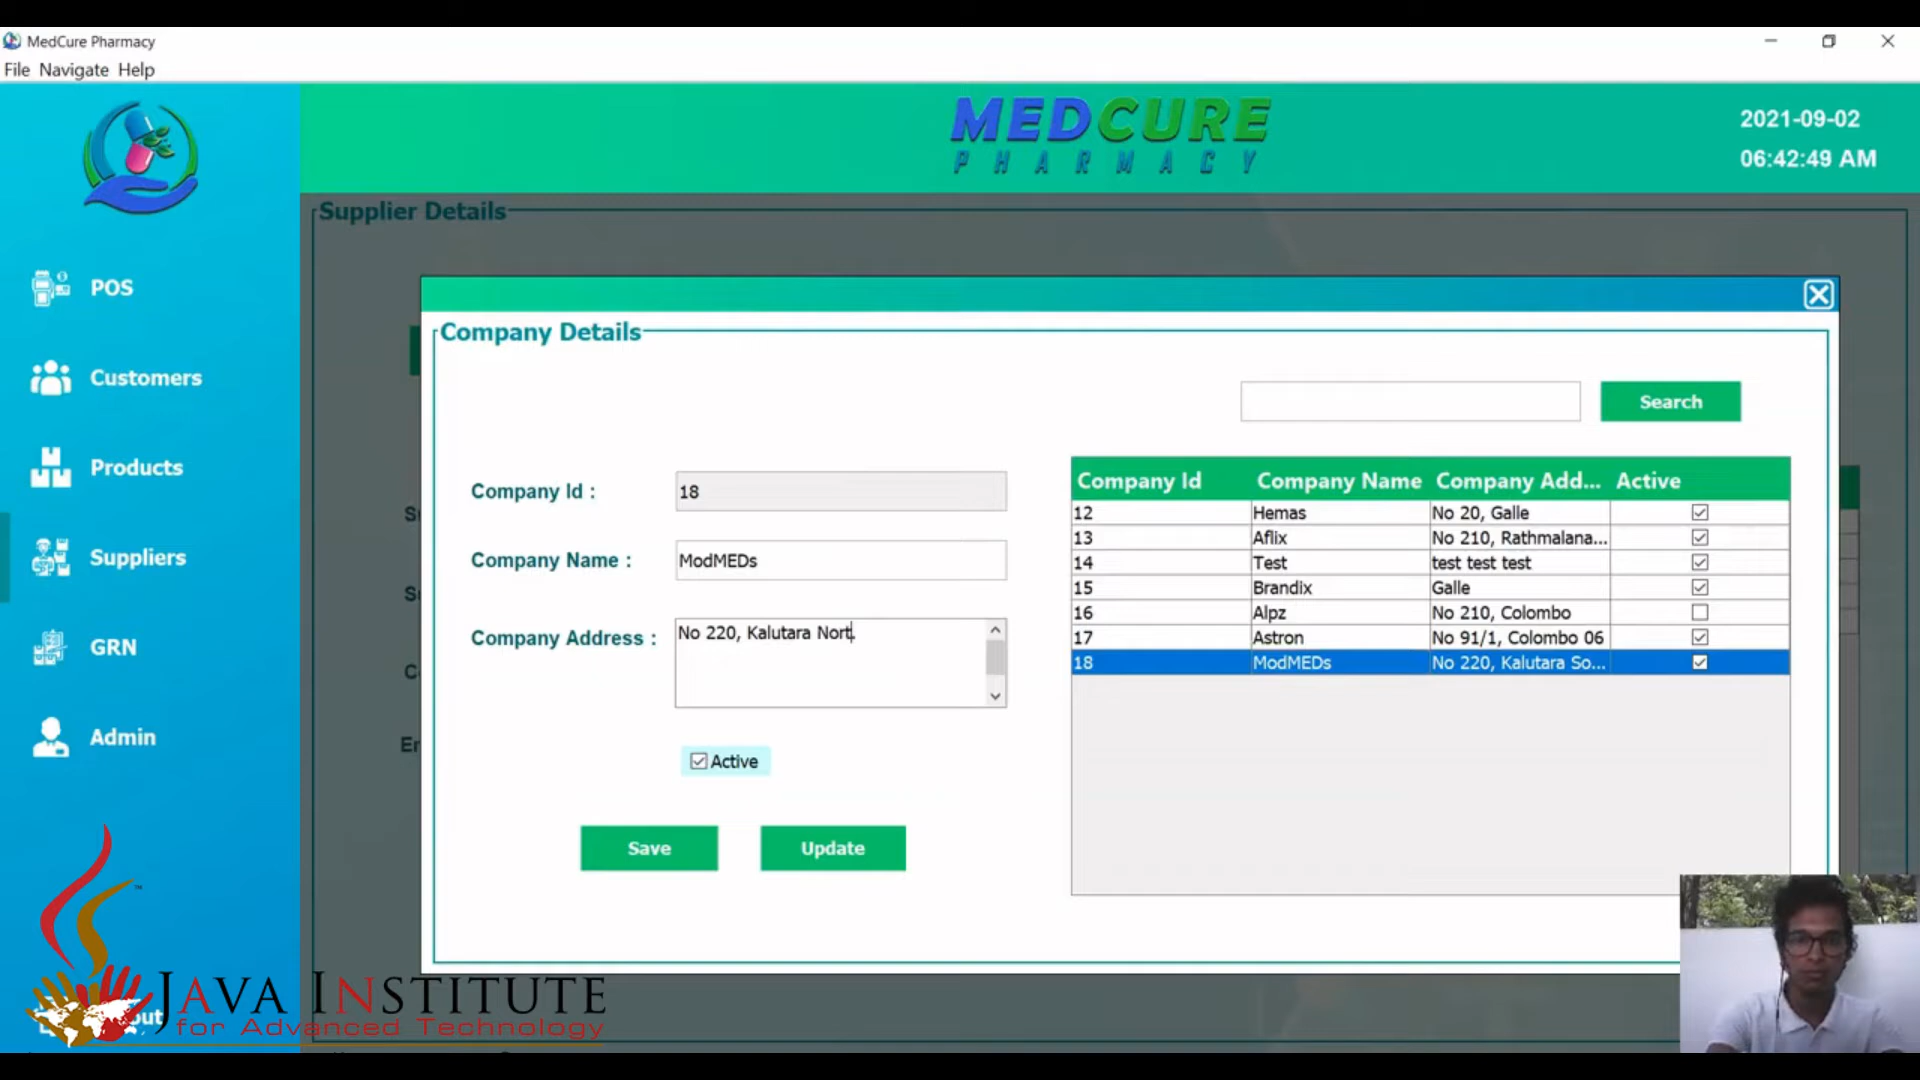 MedCure Pharmacy
File Navigate Help
MEDCURE
PHARMACY
2021-09-02
06:42:49 AM
POS
Customers
Products
Suppliers
GRN
Admin
Supplier Details
Company Details
Search
Company Id :
18
Company Name :
ModMEDs
Company Address :
No 220, Kalutara Nort.
Active
Save
Update
Company Id Company Name Company Add... Active
12 Hemas No 20, Galle
13 Aflix No 210, Rathmalana...
14 Test test test test
15 Brandix Galle
16 Alpz No 210, Colombo
17 Astron No 91/1, Colombo 06
18 ModMEDs No 220, Kalutara So...
JAVA INSTITUTE
for Advanced Technology